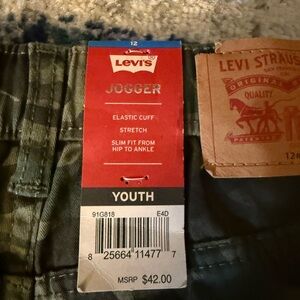 12
LEVI'S
JOGGER
ELASTIC CUFF
STRETCH
SLIM FIT FROM
HIP TO ANKLE
YOUTH
91G818 E4D
8 25664 11477 7
MSRP $42.00
LEVI STRAUSS
ORIGINAL
QUALITY